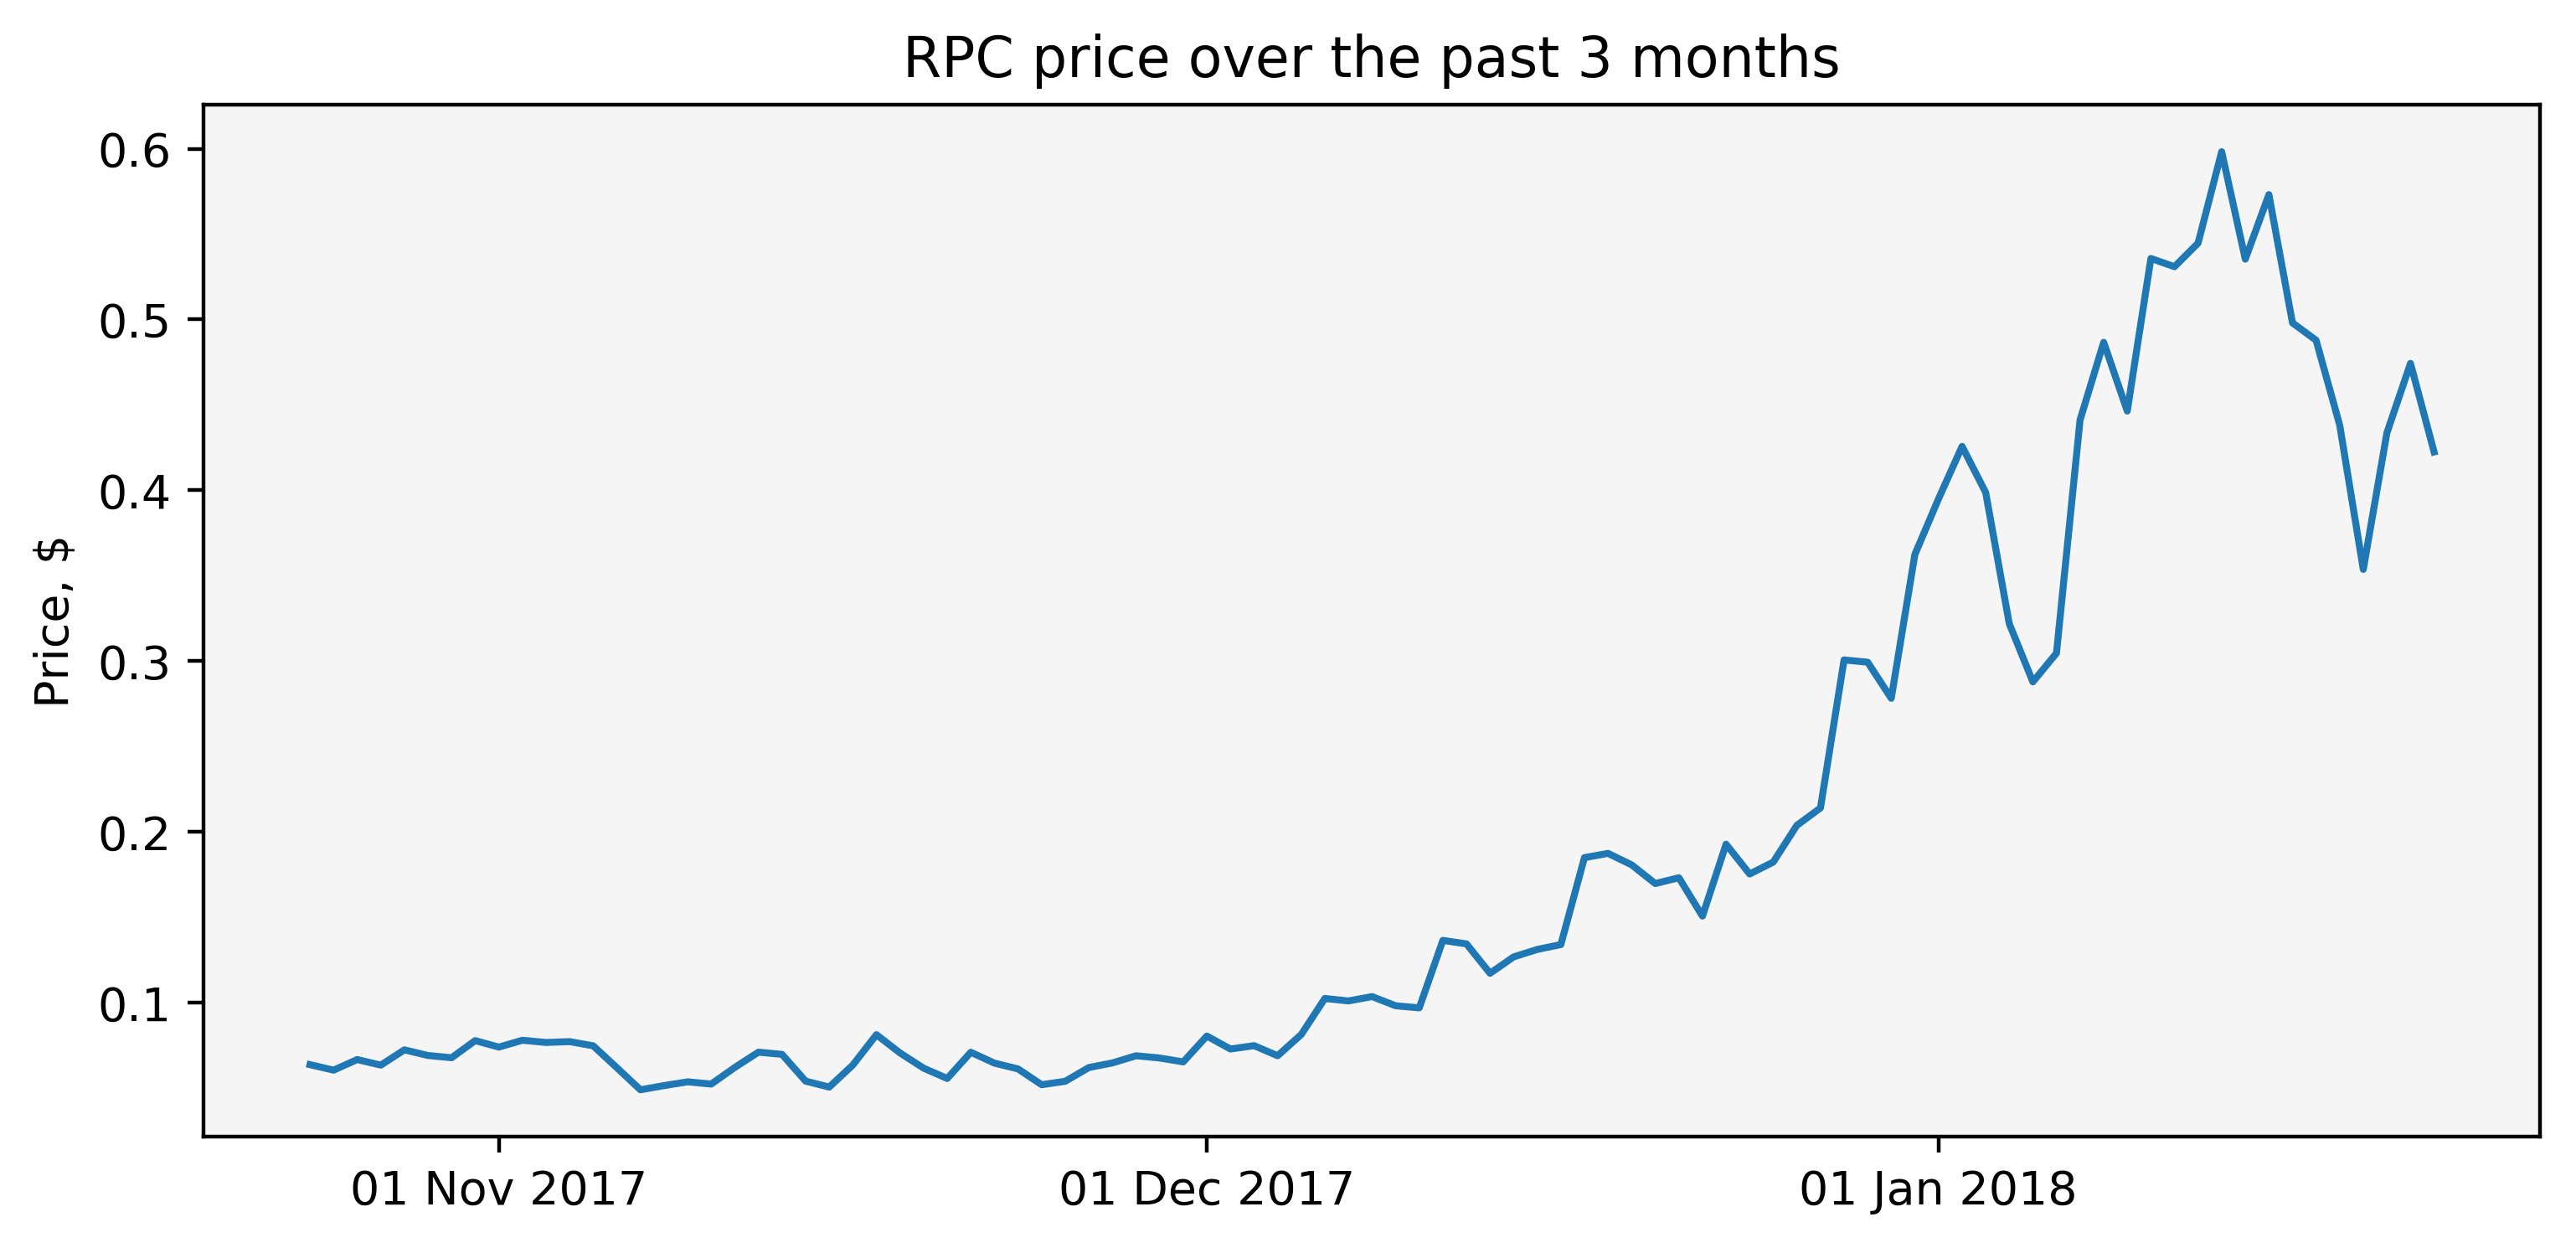 RPC price over the past 3 months
Price, $
0.6
0.5
0.4
0.3
0.2
0.1
01 Nov 2017
01 Dec 2017
01 Jan 2018